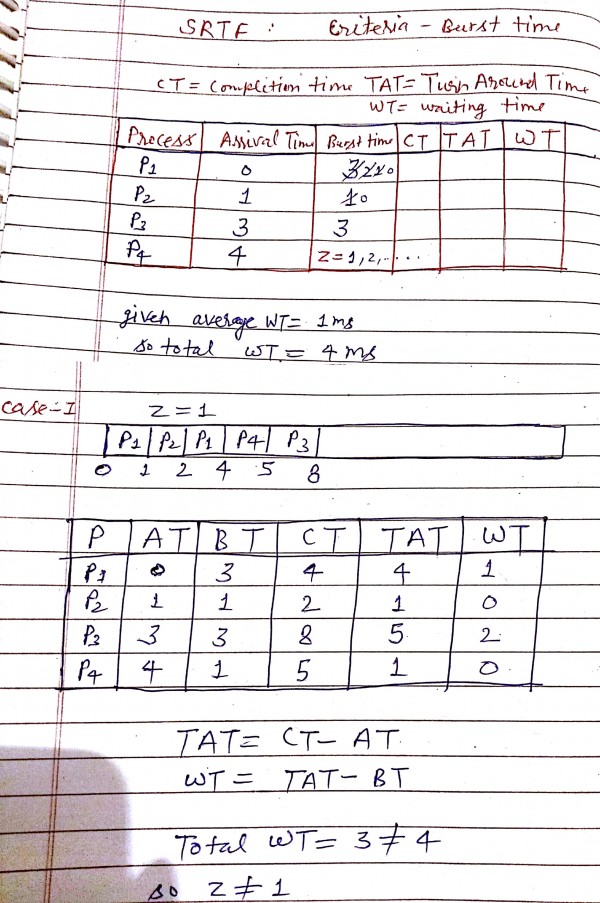 SRTF : Criteria - Burst time
CT = Completion time TAT = Turn Around Time
WT = waiting time
Process Arrival Time Burst time CT TAT WT
P1 0 3210
P2 1 10
P3 3 3
P4 4 Z=1,2,....
given average WT = 1ms
so total WT = 4 ms
Case-I Z = 1
P1 P2 P1 P4 P3
0 1 2 4 5 8
P AT BT CT TAT WT
P1 0 3 4 4 1
P2 1 1 2 1 0
P3 3 3 8 5 2
P4 4 1 5 1 0
TAT = CT - AT
WT = TAT - BT
Total WT = 3 ≠ 4
so Z ≠ 1